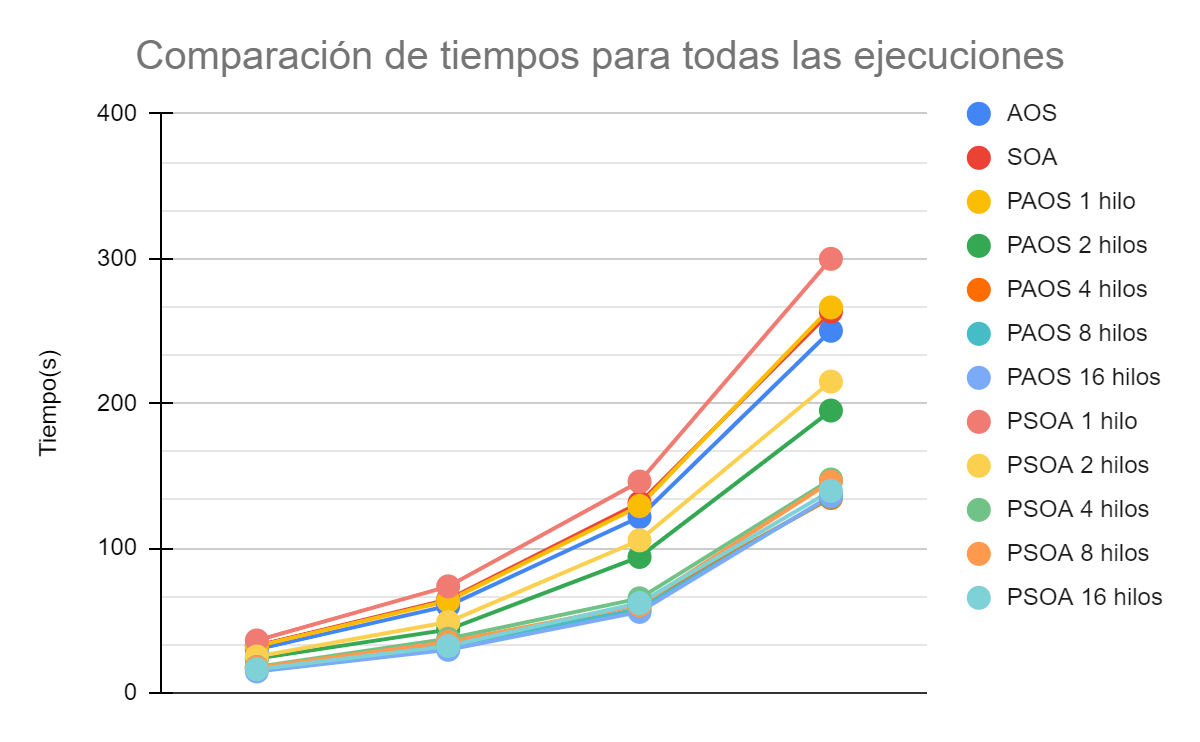 Comparación de tiempos para todas las ejecuciones
Tiempo(s)
400
300
200
100
0
AOS
SOA
PAOS 1 hilo
PAOS 2 hilos
PAOS 4 hilos
PAOS 8 hilos
PAOS 16 hilos
PSOA 1 hilo
PSOA 2 hilos
PSOA 4 hilos
PSOA 8 hilos
PSOA 16 hilos